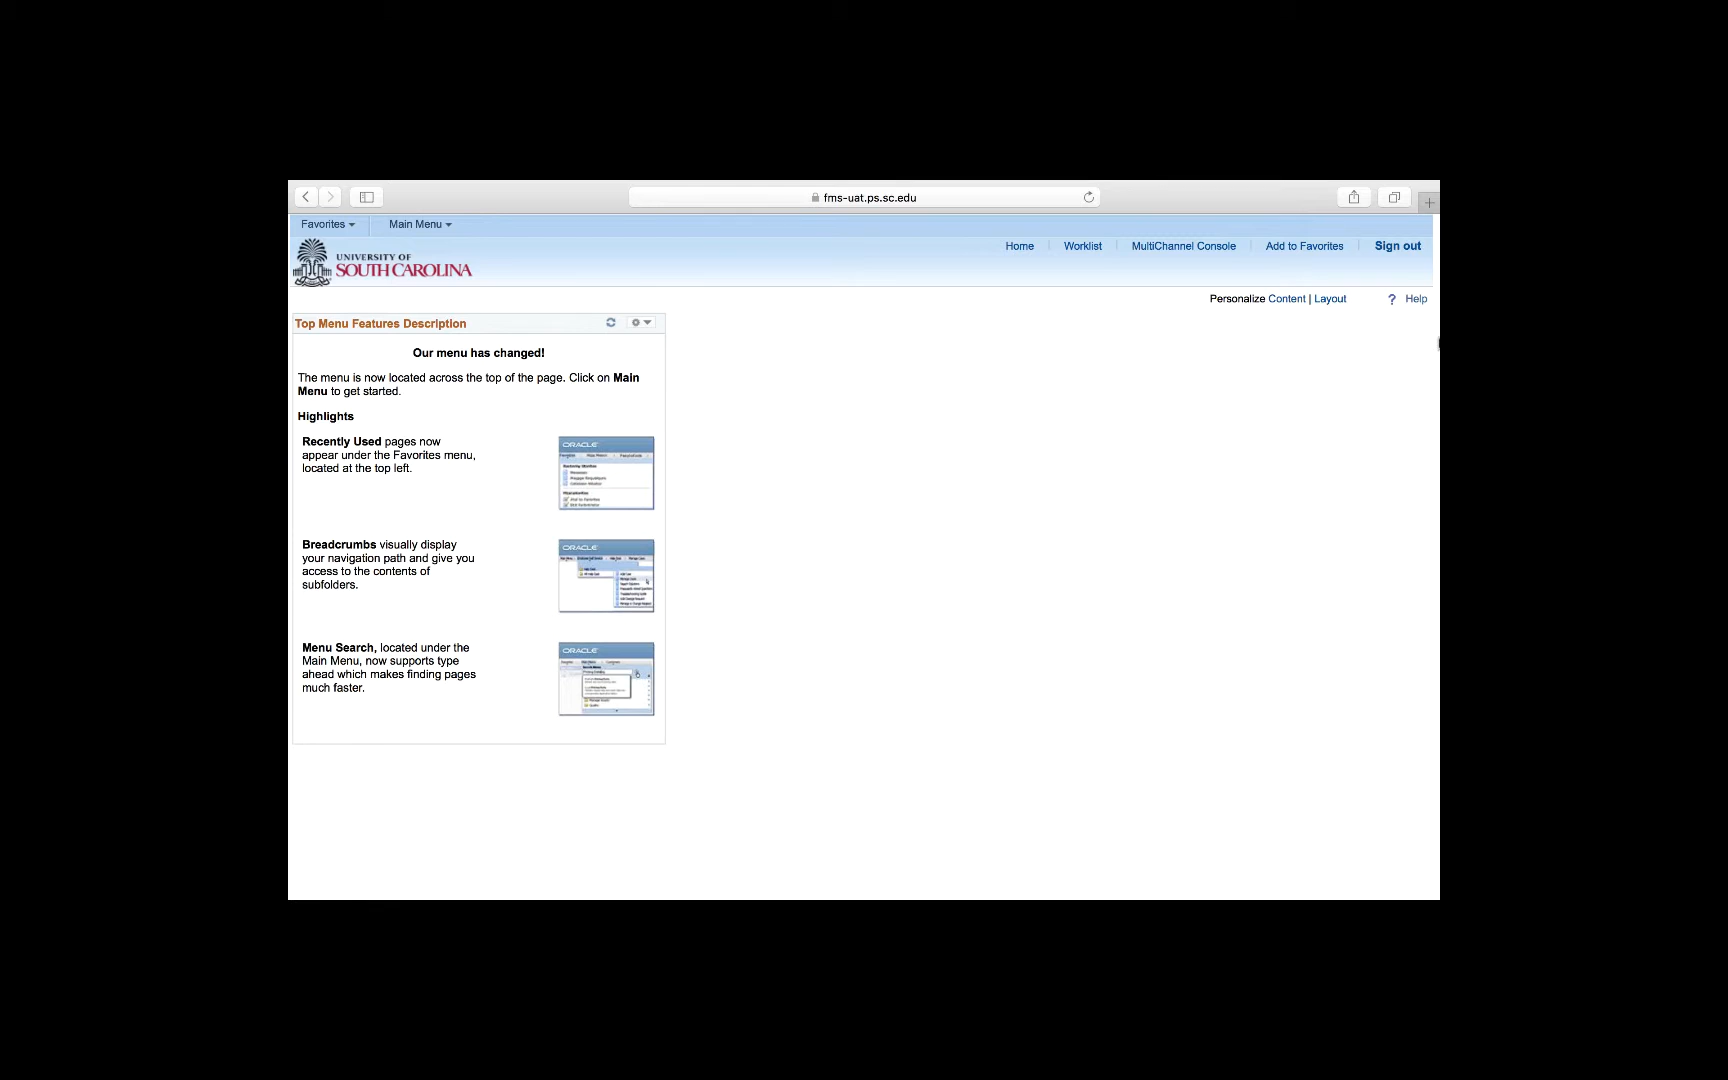 fms-uat.ps.sc.edu
Favorites Main Menu
UNIVERSITY OF
SOUTH CAROLINA
Home Worklist MultiChannel Console Add to Favorites Sign out
Personalize Content | Layout ? Help
Top Menu Features Description
Our menu has changed!
The menu is now located across the top of the page. Click on Main
Menu to get started.
Highlights
Recently Used pages now
appear under the Favorites menu,
located at the top left.
ORACLE
Breadcrumbs visually display
your navigation path and give you
access to the contents of
subfolders.
ORACLE
Menu Search, located under the
Main Menu, now supports type
ahead which makes finding pages
much faster.
ORACLE